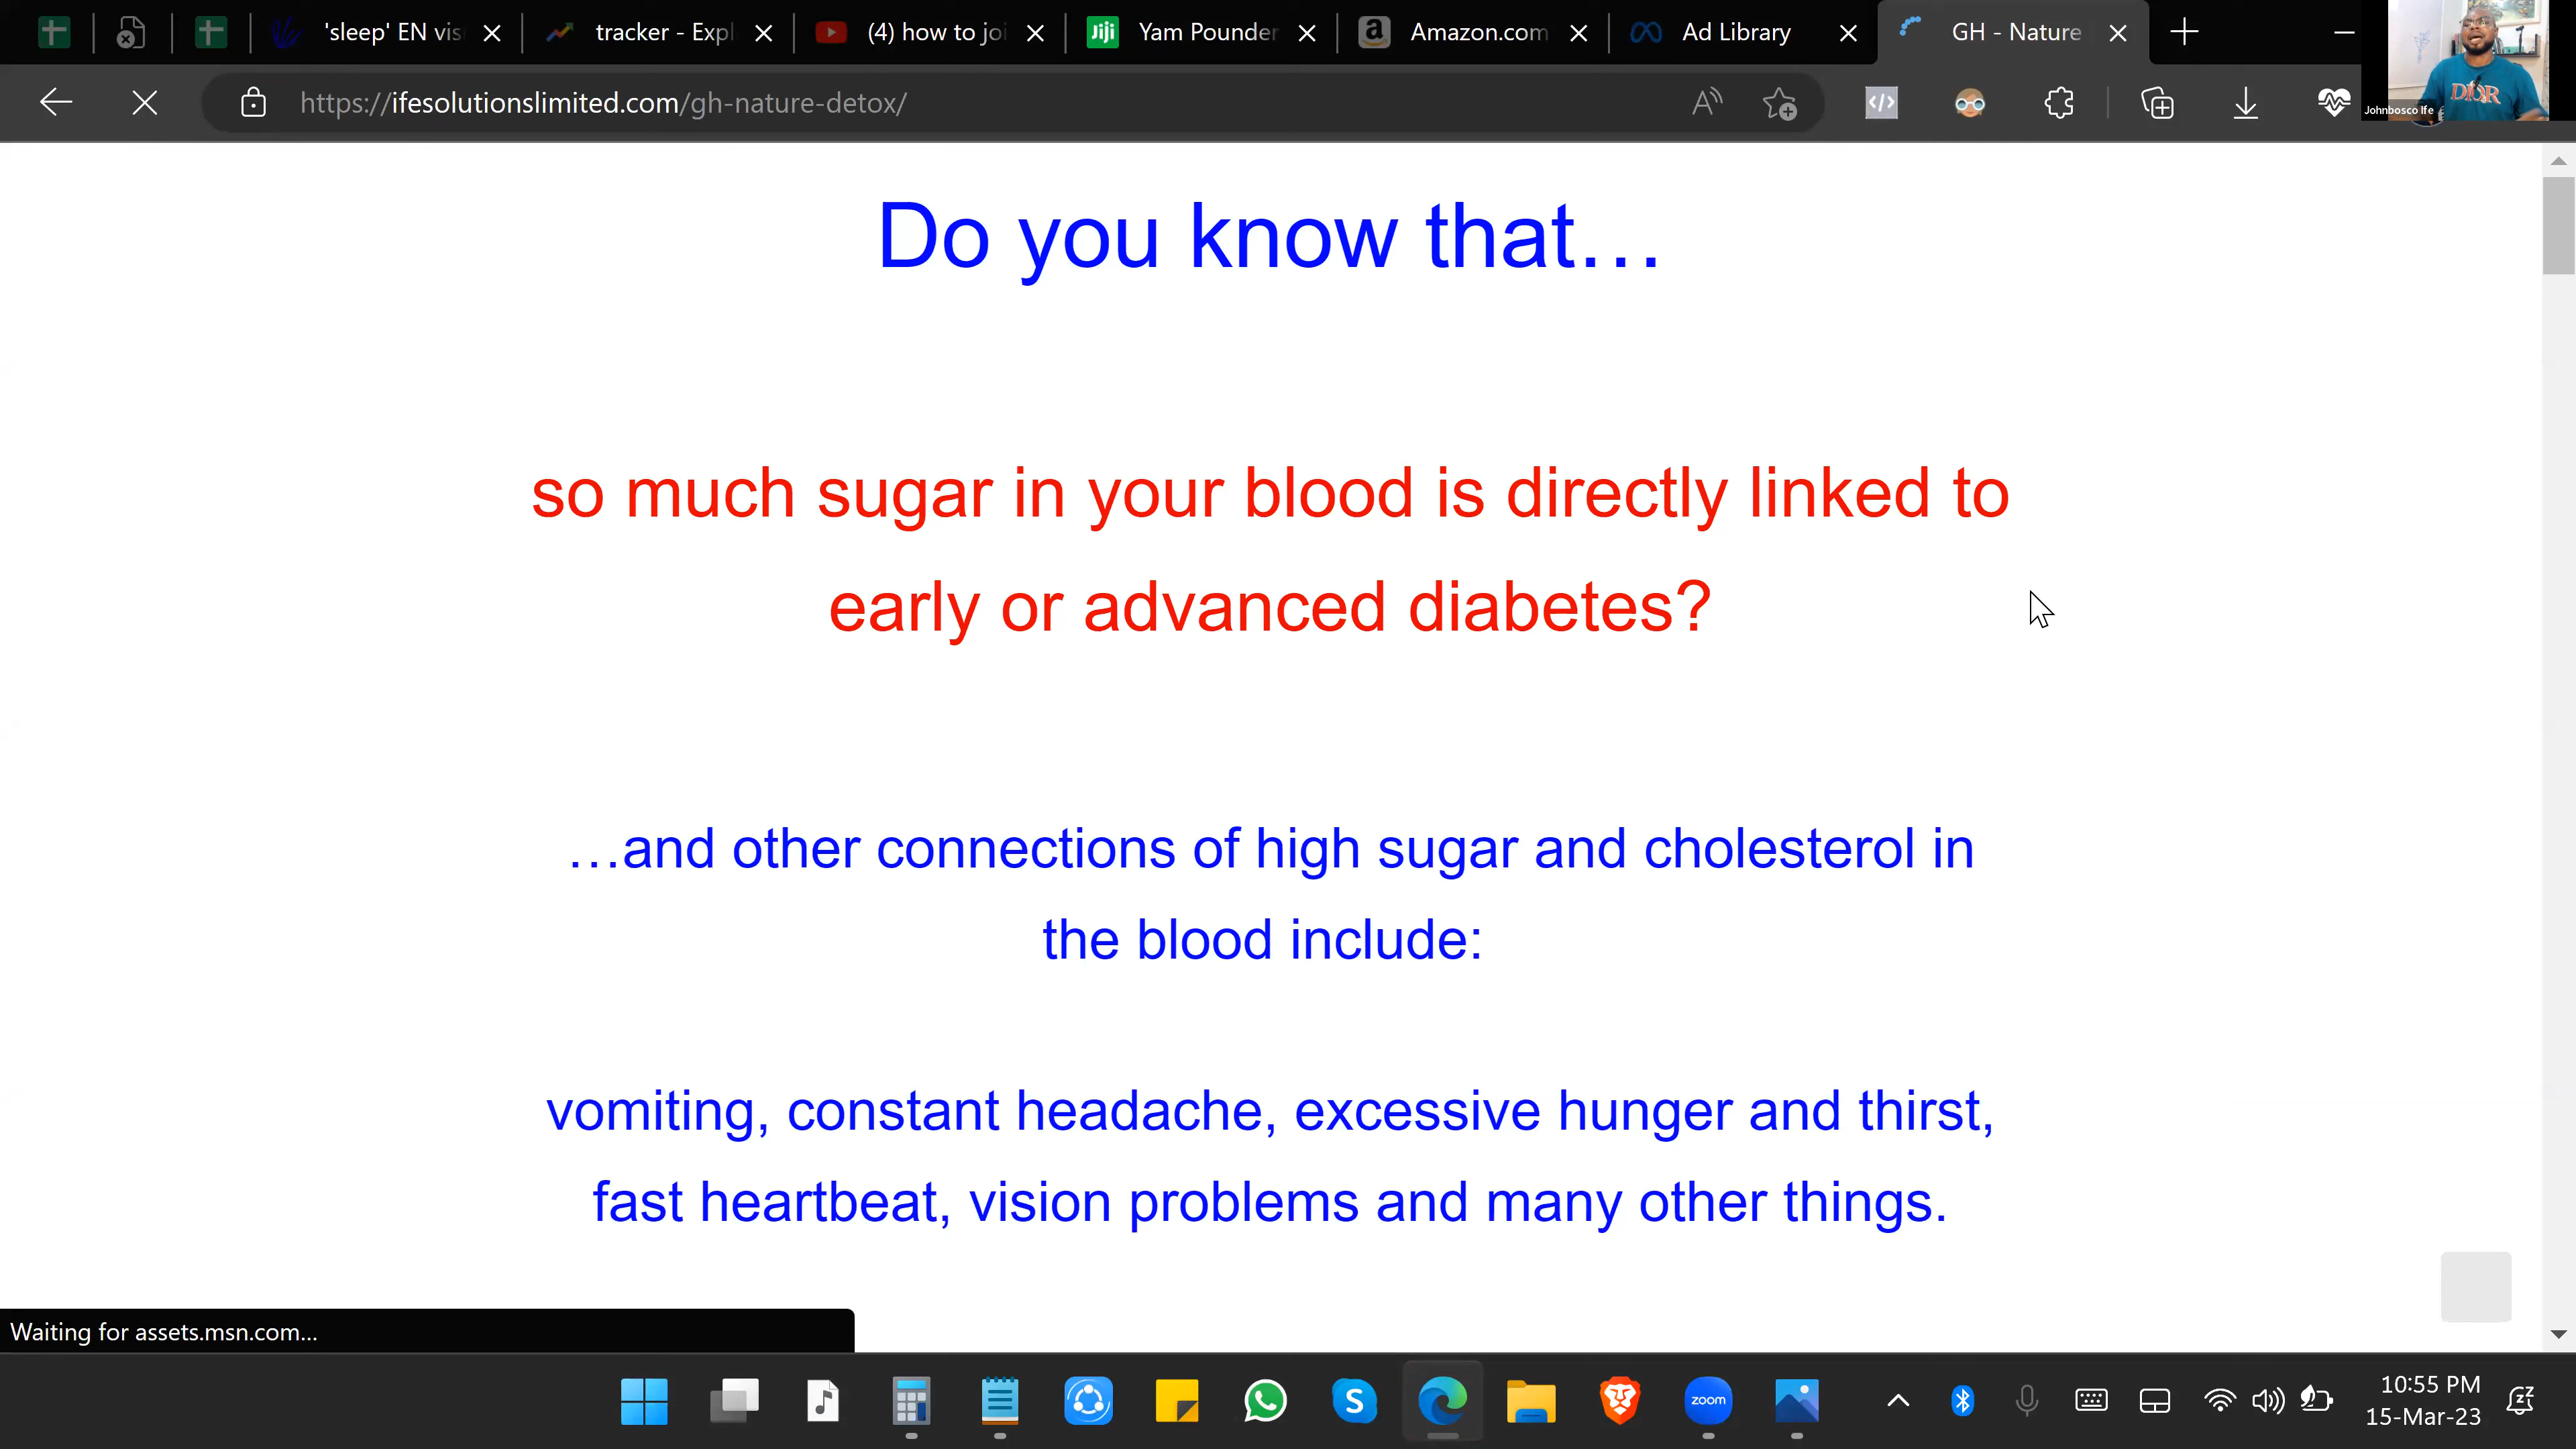 'sleep' EN vis
tracker - Expl
(4) how to joi
Jiji
Yam Pounder
Amazon.com
Ad Library
GH - Nature
https://ifesolutionslimited.com/gh-nature-detox/
DIOR
Johnbosco Ife
Do you know that…
so much sugar in your blood is directly linked to
early or advanced diabetes?
…and other connections of high sugar and cholesterol in
the blood include:
vomiting, constant headache, excessive hunger and thirst,
fast heartbeat, vision problems and many other things.
Waiting for assets.msn.com...
zoom
10:55 PM
15-Mar-23